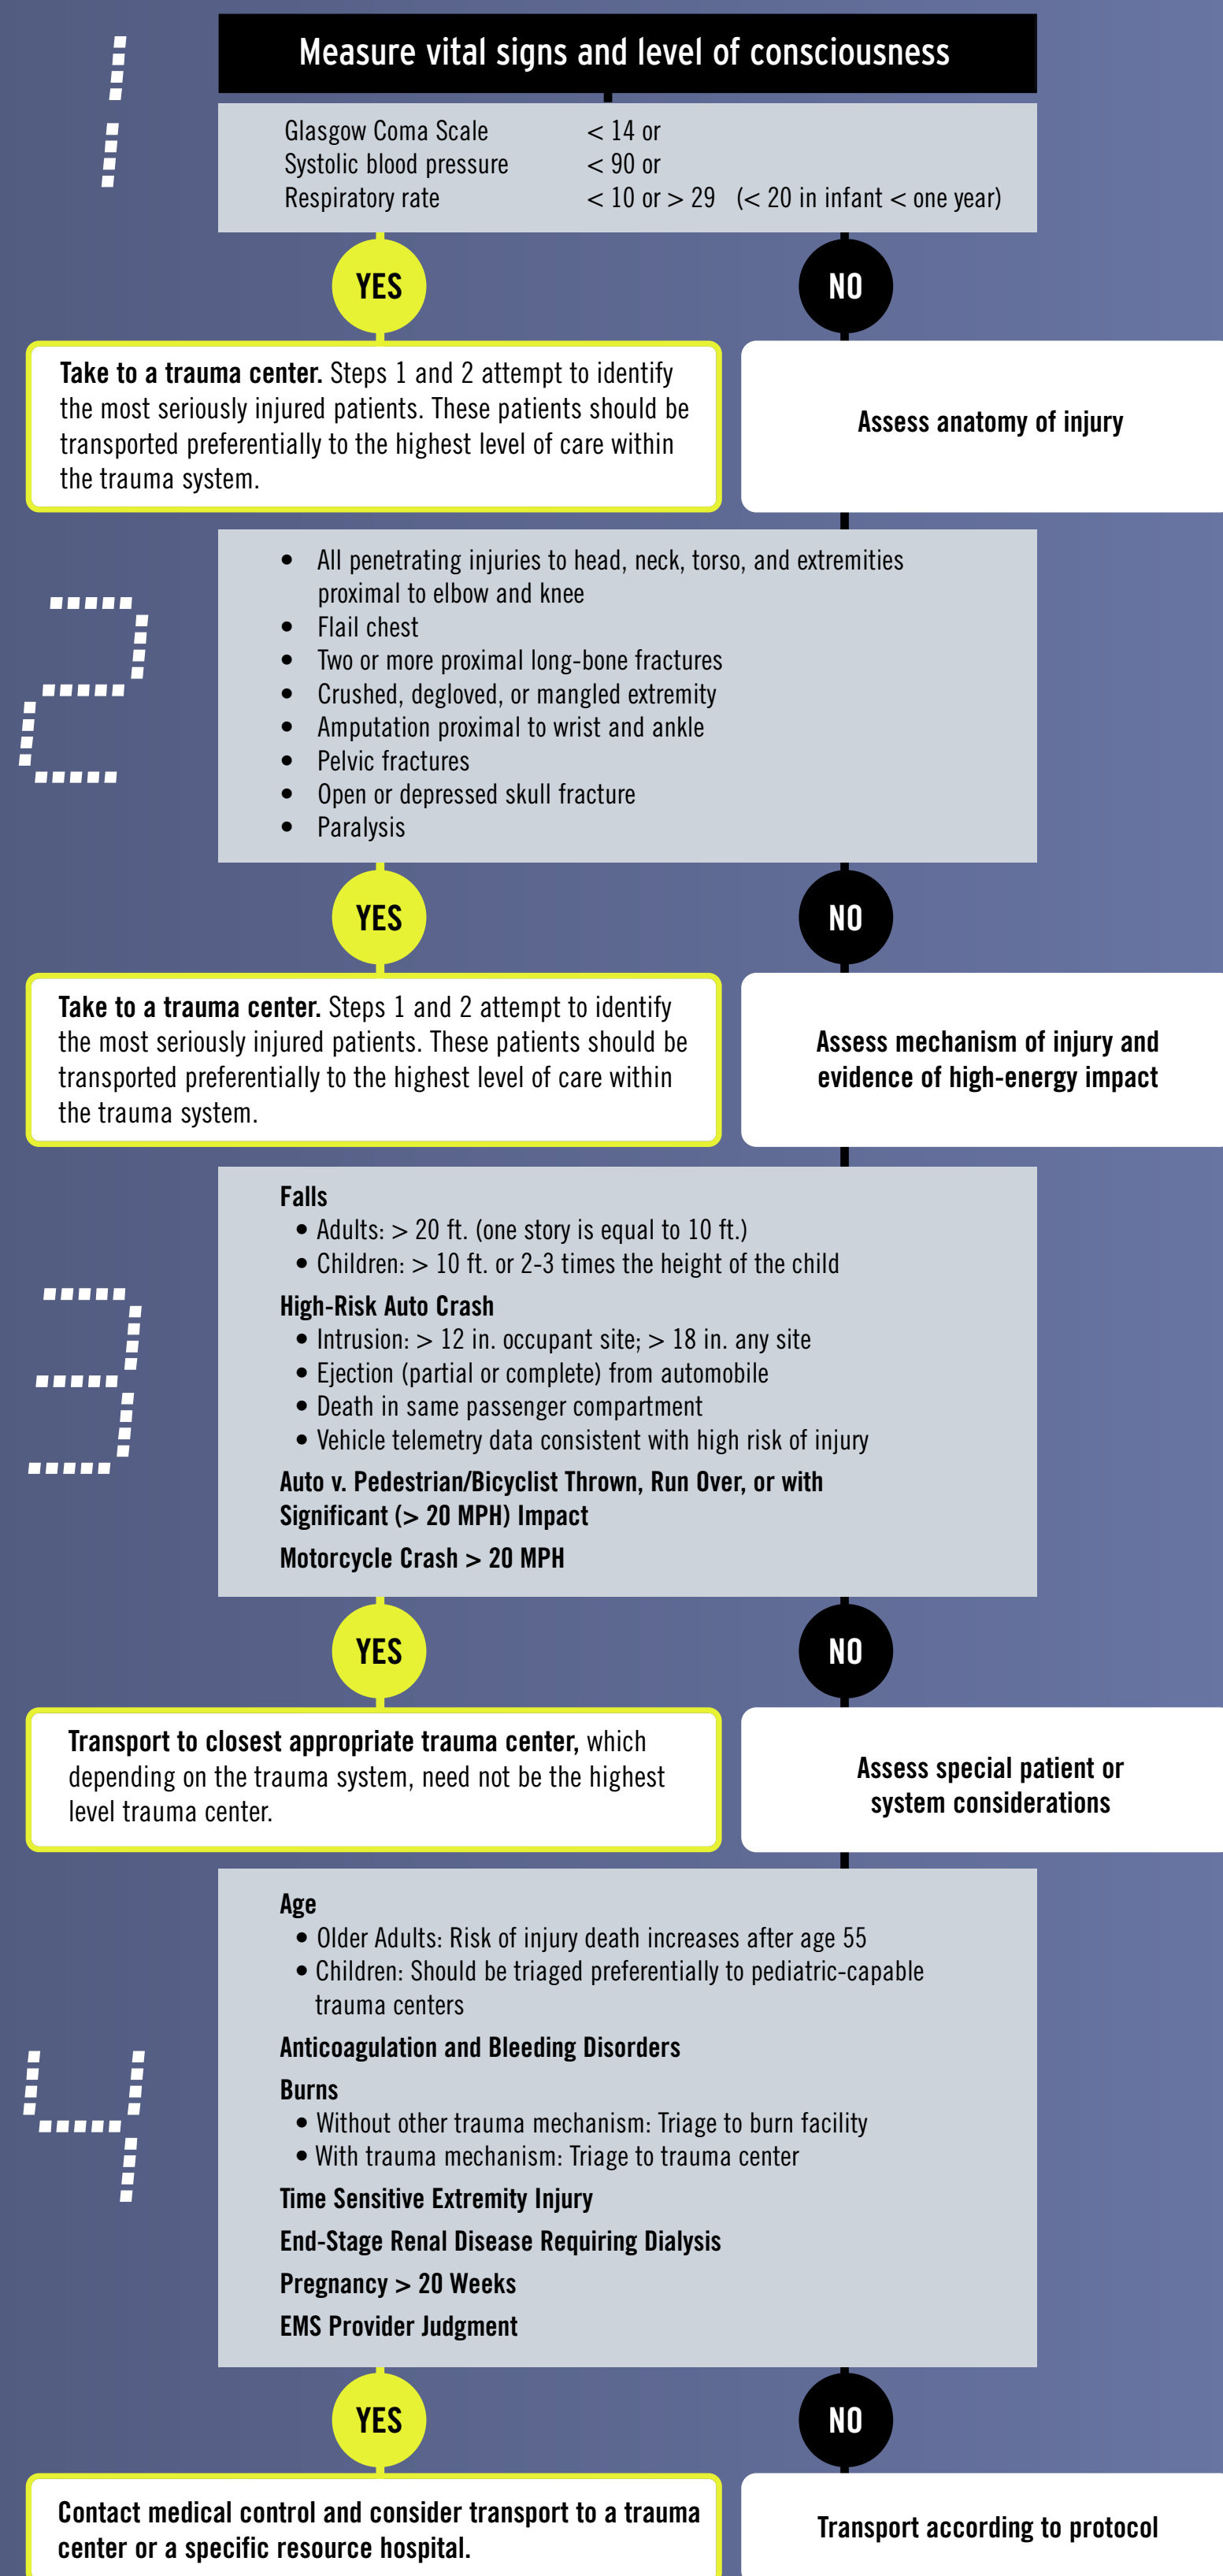 1
Measure vital signs and level of consciousness
Glasgow Coma Scale < 14 or
Systolic blood pressure < 90 or
Respiratory rate < 10 or > 29 (< 20 in infant < one year)
YES
NO
Take to a trauma center. Steps 1 and 2 attempt to identify
the most seriously injured patients. These patients should be
transported preferentially to the highest level of care within
the trauma system.
Assess anatomy of injury
2
• All penetrating injuries to head, neck, torso, and extremities
proximal to elbow and knee
• Flail chest
• Two or more proximal long-bone fractures
• Crushed, degloved, or mangled extremity
• Amputation proximal to wrist and ankle
• Pelvic fractures
• Open or depressed skull fracture
• Paralysis
YES
NO
Take to a trauma center. Steps 1 and 2 attempt to identify
the most seriously injured patients. These patients should be
transported preferentially to the highest level of care within
the trauma system.
Assess mechanism of injury and
evidence of high-energy impact
3
Falls
• Adults: > 20 ft. (one story is equal to 10 ft.)
• Children: > 10 ft. or 2-3 times the height of the child
High-Risk Auto Crash
• Intrusion: > 12 in. occupant site; > 18 in. any site
• Ejection (partial or complete) from automobile
• Death in same passenger compartment
• Vehicle telemetry data consistent with high risk of injury
Auto v. Pedestrian/Bicyclist Thrown, Run Over, or with
Significant (> 20 MPH) Impact
Motorcycle Crash > 20 MPH
YES
NO
Transport to closest appropriate trauma center, which
depending on the trauma system, need not be the highest
level trauma center.
Assess special patient or
system considerations
4
Age
• Older Adults: Risk of injury death increases after age 55
• Children: Should be triaged preferentially to pediatric-capable
trauma centers
Anticoagulation and Bleeding Disorders
Burns
• Without other trauma mechanism: Triage to burn facility
• With trauma mechanism: Triage to trauma center
Time Sensitive Extremity Injury
End-Stage Renal Disease Requiring Dialysis
Pregnancy > 20 Weeks
EMS Provider Judgment
YES
NO
Contact medical control and consider transport to a trauma
center or a specific resource hospital.
Transport according to protocol